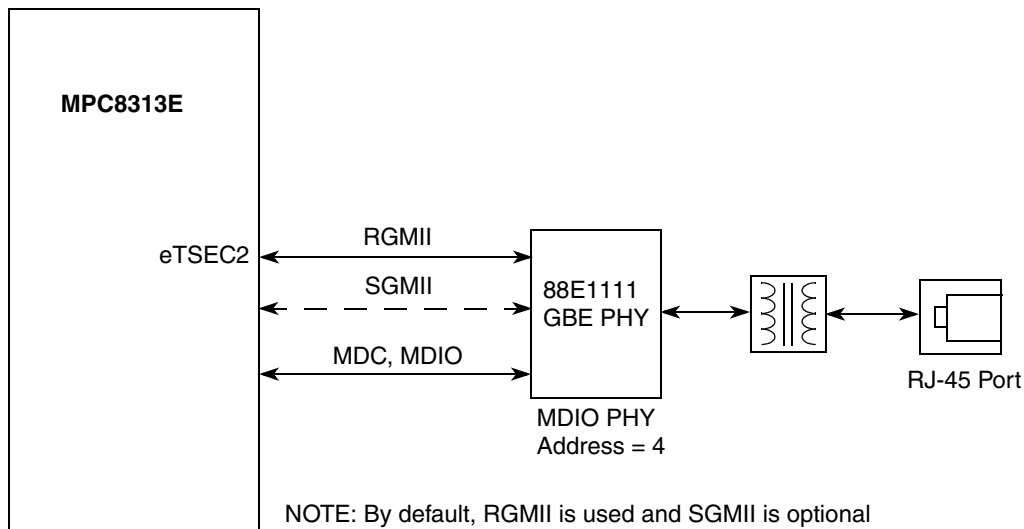 MPC8313E
eTSEC2
RGMII
SGMII
MDC, MDIO
88E1111
GBE PHY
MDIO PHY
Address = 4
RJ-45 Port
NOTE: By default, RGMII is used and SGMII is optional